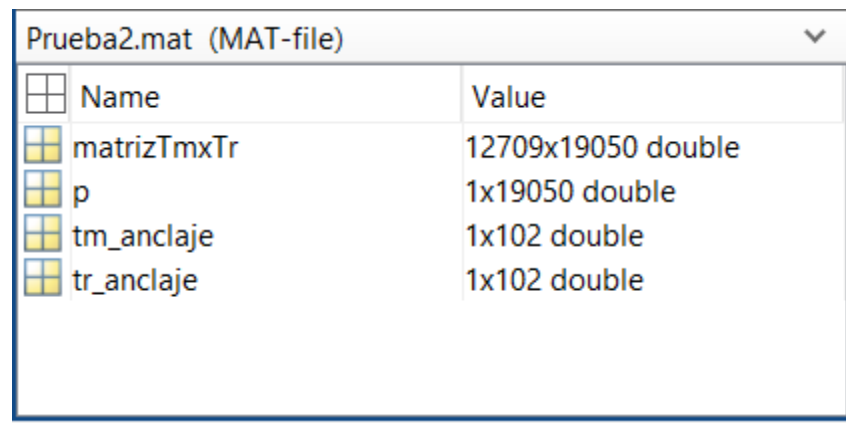 Prueba2.mat (MAT-file)
Name Value
matrizTmxTr 12709x19050 double
p 1x19050 double
tm_anclaje 1x102 double
tr_anclaje 1x102 double